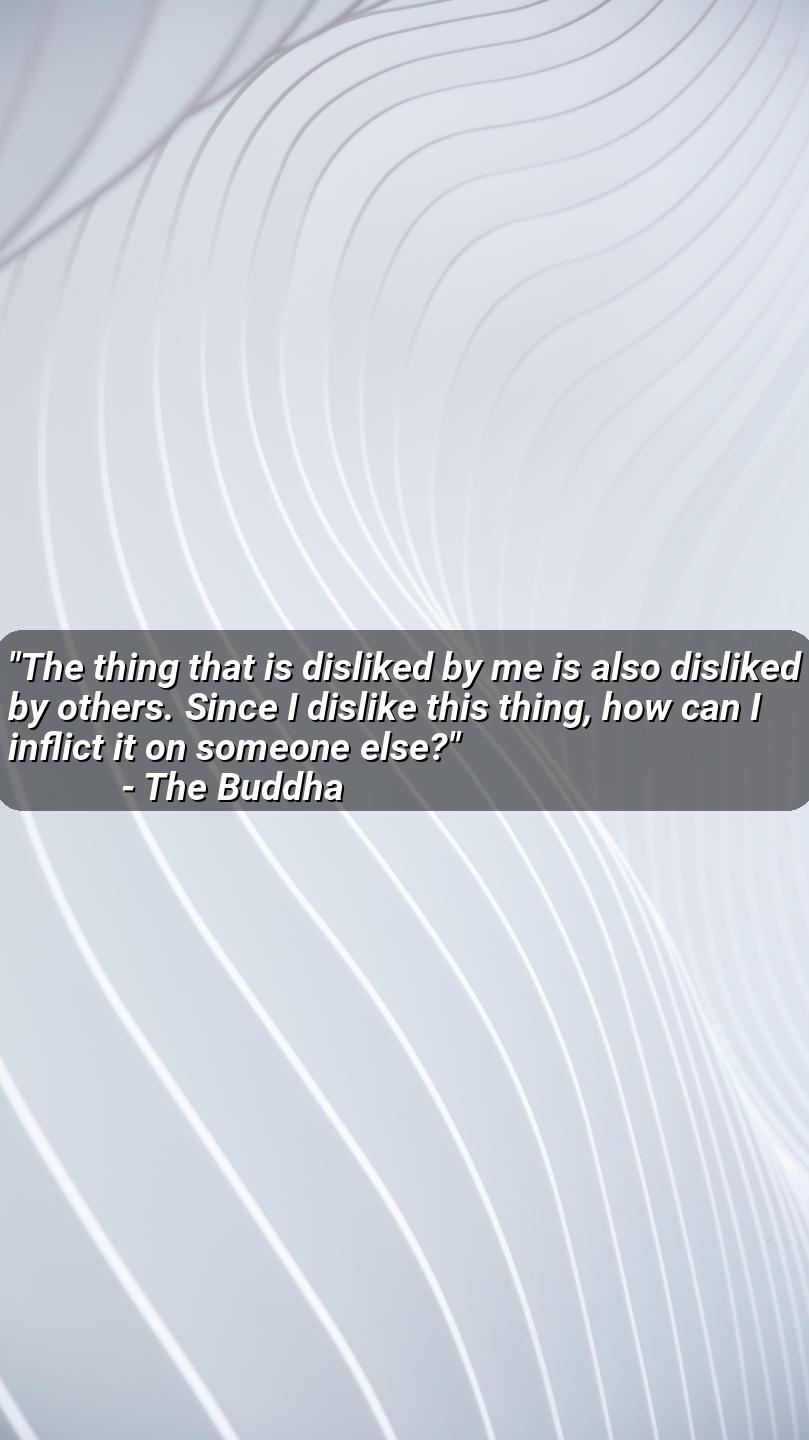 "The thing that is disliked by me is also disliked
by others. Since I dislike this thing, how can I
inflict it on someone else?"
- The Buddha